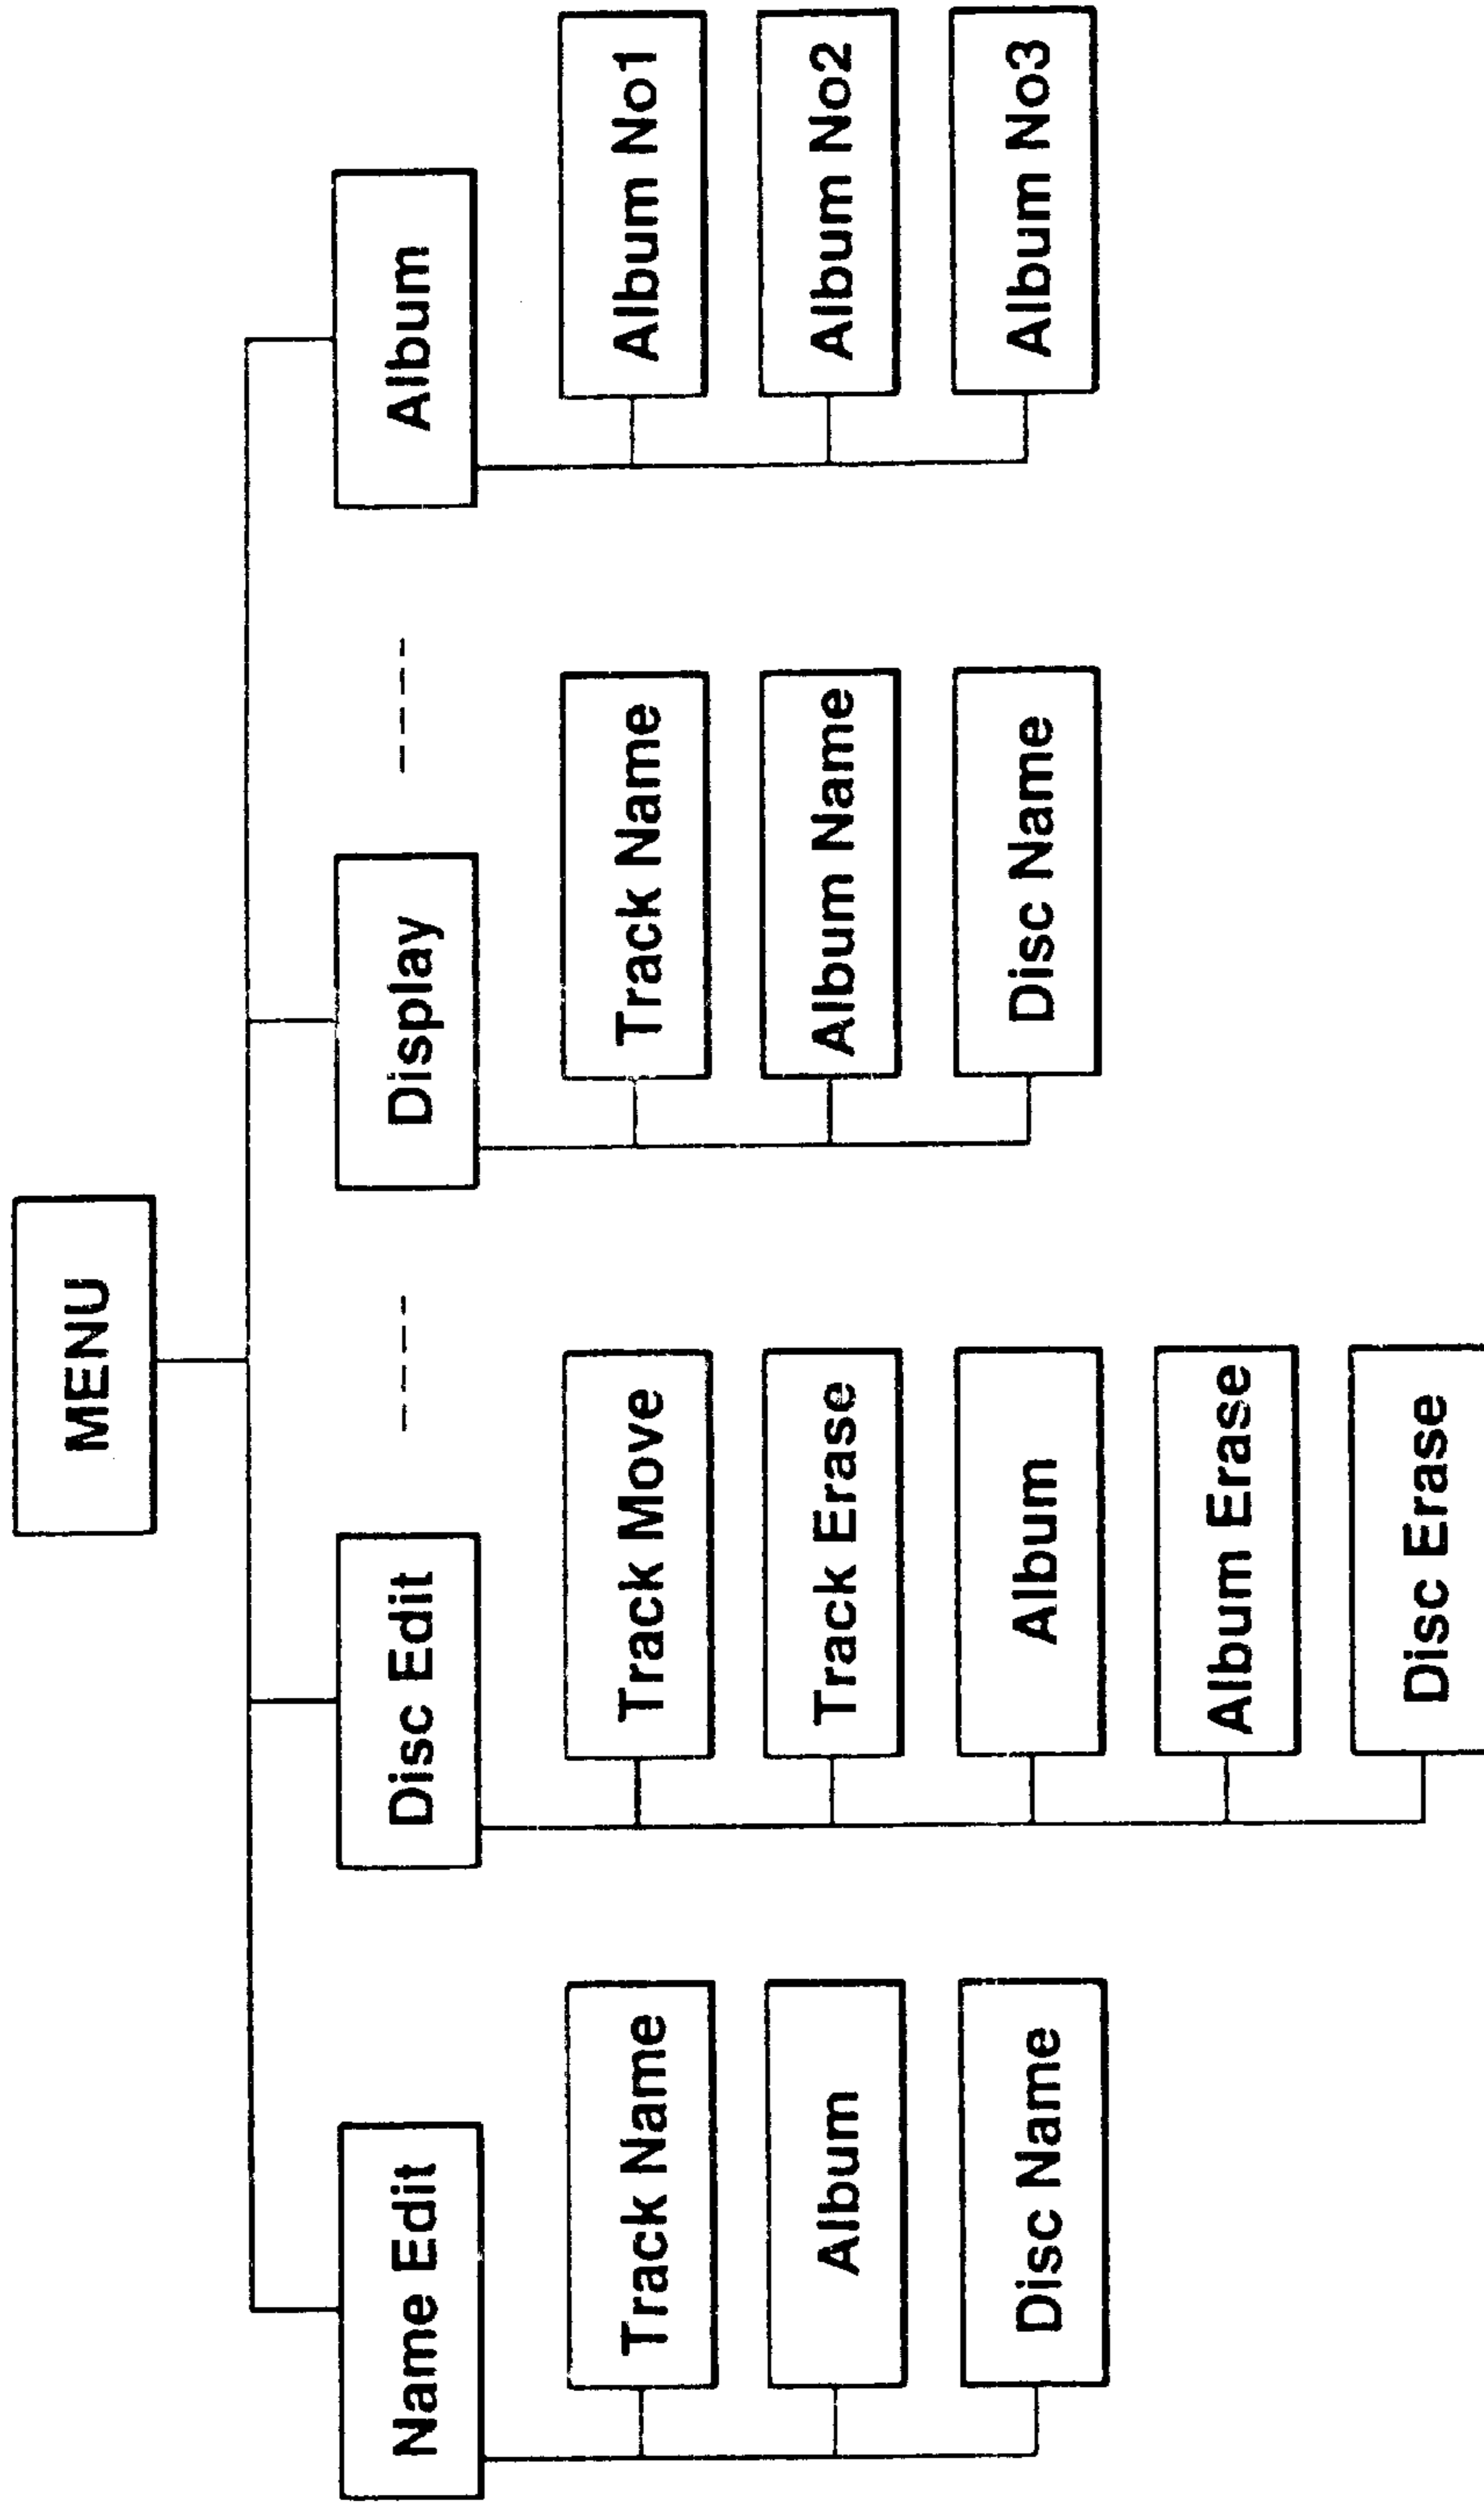 MENU
Name Edit
Track Name
Album
Disc Name
Disc Edit
Track Move
Track Erase
Album
Album Erase
Disc Erase
Display
Track Name
Album Name
Disc Name
Album
Album No1
Album No2
Album No3